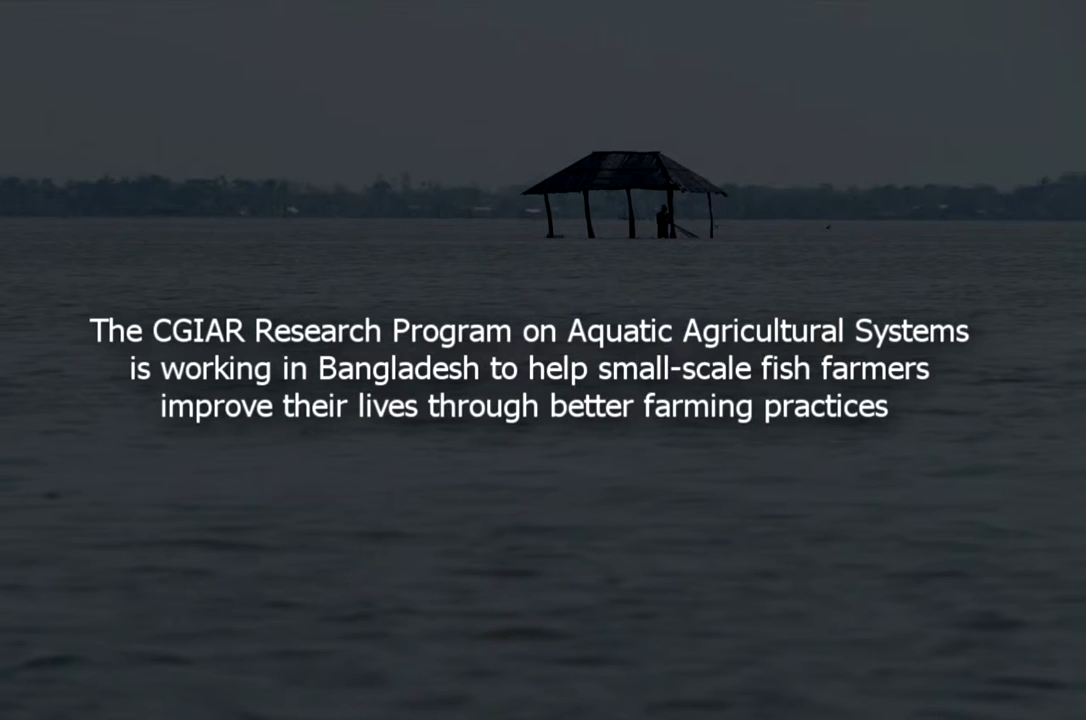 The CGIAR Research Program on Aquatic Agricultural Systems
is working in Bangladesh to help small-scale fish farmers
improve their lives through better farming practices